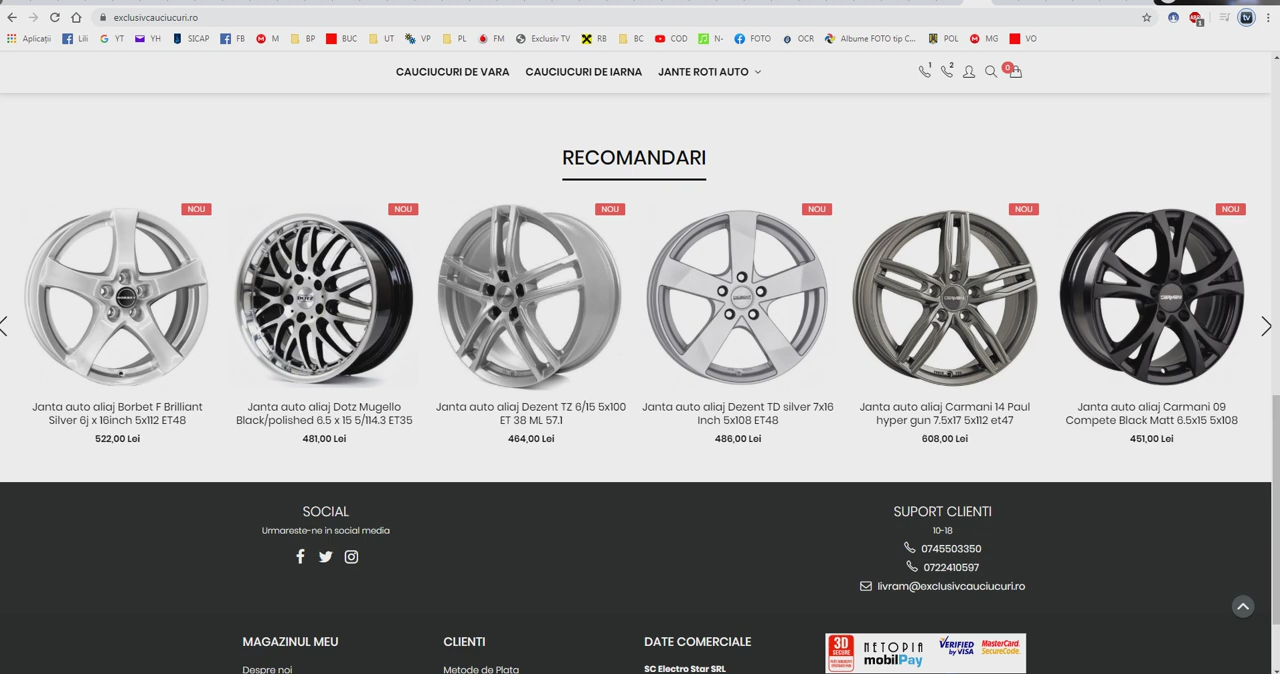 exclusivcauciucuri.ro
Aplicații Lili YT YH SICAP FB M BP BUC UT VP PL FM Exclusiv TV RB BC COD N- FOTO OCR Albume FOTO tip C... POL MG VO
CAUCIUCURI DE VARA CAUCIUCURI DE IARNA JANTE ROTI AUTO 1 2 0
RECOMANDARI
NOU NOU NOU NOU NOU NOU
Janta auto aliaj Borbet F Brilliant
Silver 6j x 16inch 5x112 ET48
522,00 Lei
Janta auto aliaj Dotz Mugello
Black/polished 6.5 x 15 5/114.3 ET35
481,00 Lei
Janta auto aliaj Dezent TZ 6/15 5x100
ET 38 ML 57.1
464,00 Lei
Janta auto aliaj Dezent TD silver 7x16
Inch 5x108 ET48
486,00 Lei
Janta auto aliaj Carmani 14 Paul
hyper gun 7.5x17 5x112 et47
608,00 Lei
Janta auto aliaj Carmani 09
Compete Black Matt 6.5x15 5x108
451,00 Lei
SOCIAL
Urmareste-ne in social media
SUPORT CLIENTI
10-18
0745503350
0722410597
livram@exclusivcauciucuri.ro
MAGAZINUL MEU
Despre noi
CLIENTI
Metode de Plata
DATE COMERCIALE
SC Electro Star SRL
3D
SECURE
NETOPIA
mobilPay
VERIFIED
by VISA
MasterCard.
SecureCode.